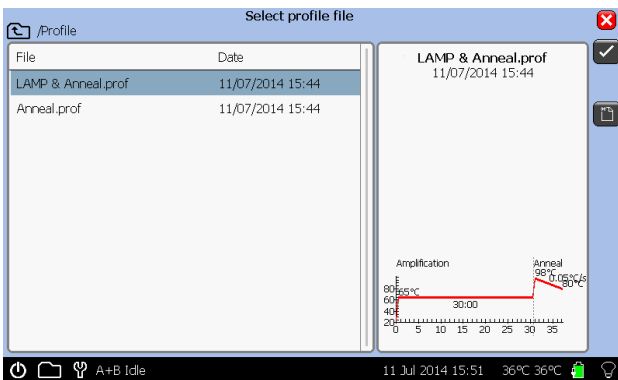 Select profile file
/Profile
File Date
LAMP & Anneal.prof 11/07/2014 15:44
Anneal.prof 11/07/2014 15:44
LAMP & Anneal.prof
11/07/2014 15:44
Amplification Anneal
98°C
0.05°C/s
80 65°C 80°C
60
40 30:00
20
0 5 10 15 20 25 30 35
A+B Idle 11 Jul 2014 15:51 36°C 36°C